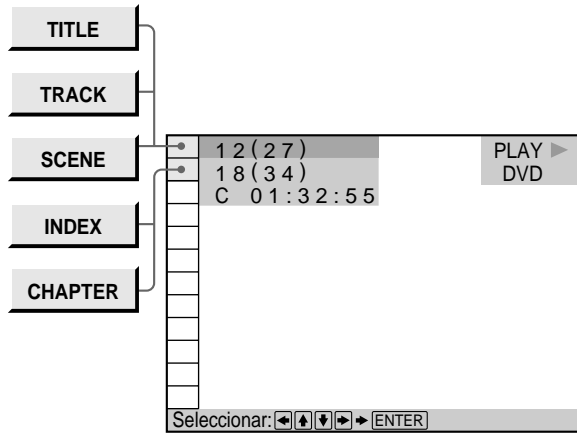 TITLE
TRACK
SCENE
INDEX
CHAPTER
12(27)
18(34)
C 01:32:55
PLAY
DVD
Seleccionar: ENTER